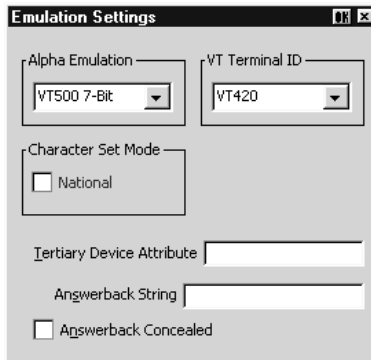 Emulation Settings OK
Alpha Emulation VT Terminal ID
VT500 7-Bit VT420
Character Set Mode
National
Tertiary Device Attribute
Answerback String
Answerback Concealed